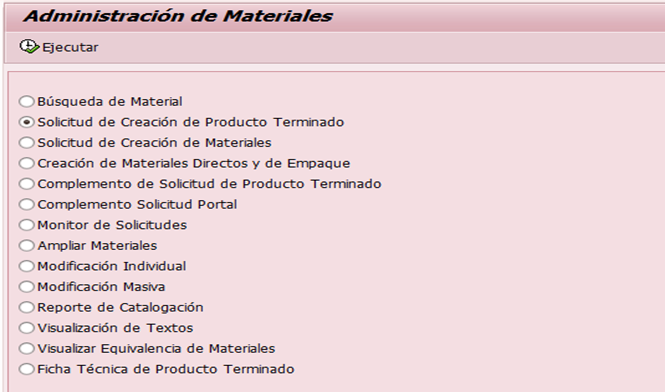 Administración de Materiales
Ejecutar
Búsqueda de Material
Solicitud de Creación de Producto Terminado
Solicitud de Creación de Materiales
Creación de Materiales Directos y de Empaque
Complemento de Solicitud de Producto Terminado
Complemento Solicitud Portal
Monitor de Solicitudes
Ampliar Materiales
Modificación Individual
Modificación Masiva
Reporte de Catalogación
Visualización de Textos
Visualizar Equivalencia de Materiales
Ficha Técnica de Producto Terminado